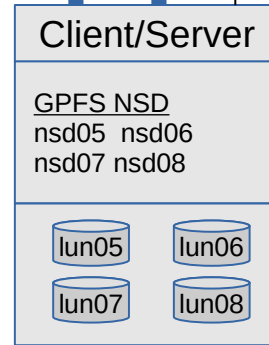 Client/Server
GPFS NSD
nsd05 nsd06
nsd07 nsd08
lun05 lun06
lun07 lun08